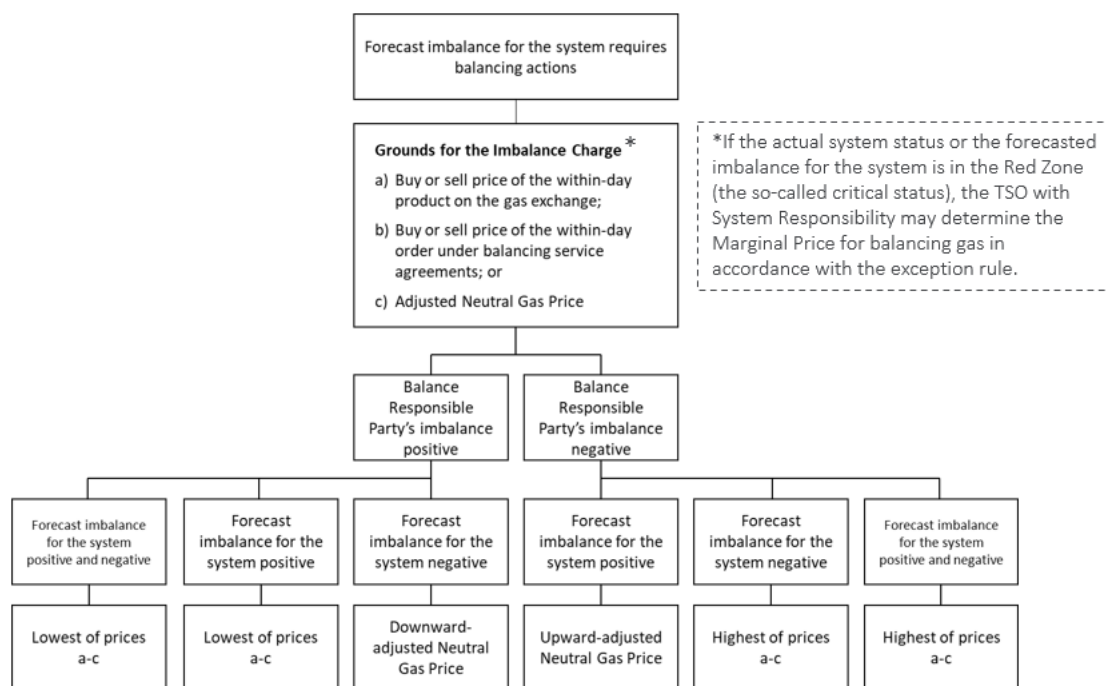 Forecast imbalance for the system requires
balancing actions
Grounds for the Imbalance Charge *
a) Buy or sell price of the within-day
product on the gas exchange;
b) Buy or sell price of the within-day
order under balancing service
agreements; or
c) Adjusted Neutral Gas Price
*If the actual system status or the forecasted
imbalance for the system is in the Red Zone
(the so-called critical status), the TSO with
System Responsibility may determine the
Marginal Price for balancing gas in
accordance with the exception rule.
Balance
Responsible
Party's imbalance
positive
Balance
Responsible
Party's imbalance
negative
Forecast imbalance
for the system
positive and negative
Forecast
imbalance for the
system positive
Forecast
imbalance for the
system negative
Forecast
imbalance for the
system positive
Forecast
imbalance for the
system negative
Forecast imbalance
for the system
positive and negative
Lowest of prices
a-c
Lowest of prices
a-c
Downward-
adjusted Neutral
Gas Price
Upward-adjusted
Neutral Gas Price
Highest of prices
a-c
Highest of prices
a-c